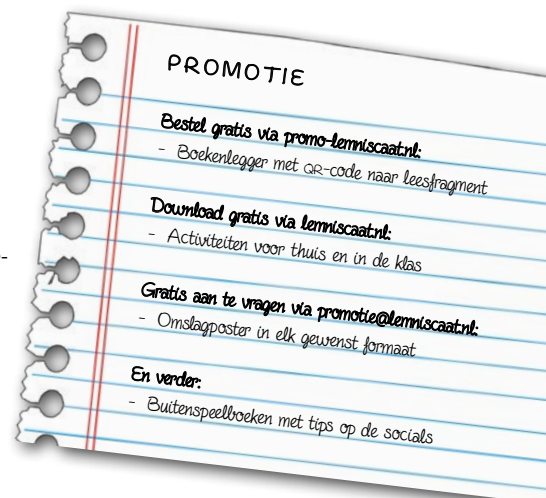 PROMOTIE
Bestel gratis via promo-lemniscaat.nl:
- Boekenlegger met QR-code naar leesfragment
Download gratis via lemniscaat.nl:
- Activiteiten voor thuis en in de klas
Gratis aan te vragen via promotie@lemniscaat.nl:
- Omslagposter in elk gewenst formaat
En verder:
- Buitenspeelboeken met tips op de socials